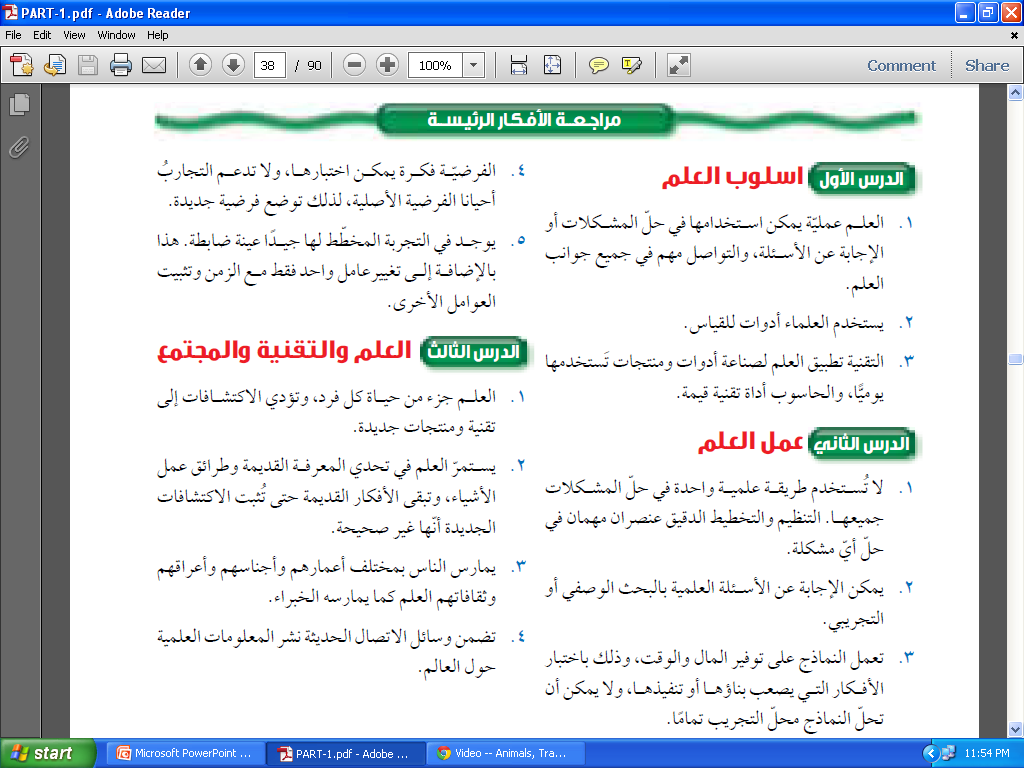 PART-1.pdf - Adobe Reader
File Edit View Window Help
38 / 90 100% Comment Share
مراجعة الأفكار الرئيسة
الدرس الأول اسلوب العلم
١. العلم عمليّة يمكن استخدامها في حلّ المشكلات أو
الإجابة عن الأسئلة، والتواصل مهم في جميع جوانب
العلم.
٢. يستخدم العلماء أدوات للقياس.
٣. التقنية تطبيق العلم لصناعة أدوات ومنتجات تَستخدمها
يوميًّا، والحاسوب أداة تقنية قيمة.
الدرس الثاني عمل العلم
١. لا تُستخدم طريقة علمية واحدة في حلّ المشكلات
جميعها. التنظيم والتخطيط الدقيق عنصران مهمان في
حلّ أيّ مشكلة.
٢. يمكن الإجابة عن الأسئلة العلمية بالبحث الوصفي أو
التجريبي.
٣. تعمل النماذج على توفير المال والوقت، وذلك باختبار
الأفكار التي يصعب بناؤها أو تنفيذها، ولا يمكن أن
تحلّ النماذج محلّ التجريب تمامًا.
٤. الفرضيّة فكرة يمكن اختبارها، ولا تدعم التجاربُ
أحيانا الفرضية الأصلية، لذلك توضع فرضية جديدة.
٥. يوجد في التجربة المخطّط لها جيدًا عينة ضابطة. هذا
بالإضافة إلى تغيير عامل واحد فقط مع الزمن وتثبيت
العوامل الأخرى.
الدرس الثالث العلم والتقنية والمجتمع
١. العلم جزء من حياة كل فرد، وتؤدي الاكتشافات إلى
تقنية ومنتجات جديدة.
٢. يستمرّ العلم في تحدي المعرفة القديمة وطرائق عمل
الأشياء، وتبقى الأفكار القديمة حتى تُثبت الاكتشافات
الجديدة أنّها غير صحيحة.
٣. يمارس الناس بمختلف أعمارهم وأجناسهم وأعراقهم
وثقافاتهم العلم كما يمارسه الخبراء.
٤. تضمن وسائل الاتصال الحديثة نشر المعلومات العلمية
حول العالم.
start Microsoft PowerPoint ... PART-1.pdf - Adobe ... Video -- Animals, Tra... 11:54 PM